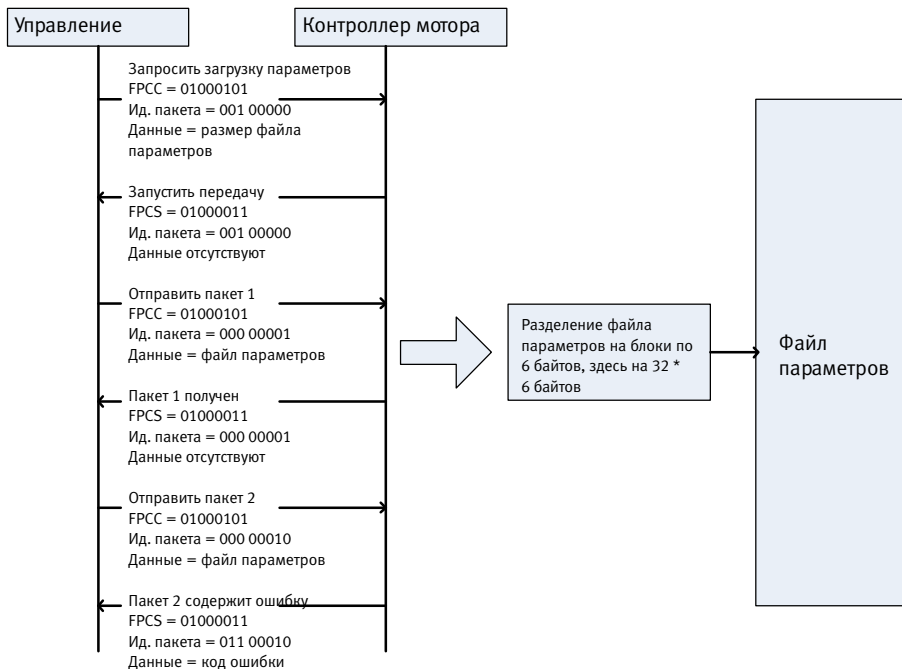 Управление
Контроллер мотора
Запросить загрузку параметров
FPCC = 01000101
Ид. пакета = 001 00000
Данные = размер файла
параметров
Запустить передачу
FPCS = 01000011
Ид. пакета = 001 00000
Данные отсутствуют
Отправить пакет 1
FPCC = 01000101
Ид. пакета = 000 00001
Данные = файл параметров
Пакет 1 получен
FPCS = 01000011
Ид. пакета = 000 00001
Данные отсутствуют
Отправить пакет 2
FPCC = 01000101
Ид. пакета = 000 00010
Данные = файл параметров
Пакет 2 содержит ошибку
FPCS = 01000011
Ид. пакета = 011 00010
Данные = код ошибки
Разделение файла
параметров на блоки по
6 байтов, здесь на 32 *
6 байтов
Файл
параметров